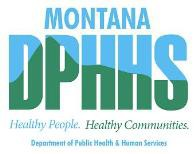 MONTANA
DPHHS
Healthy People. Healthy Communities.
Department of Public Health & Human Services